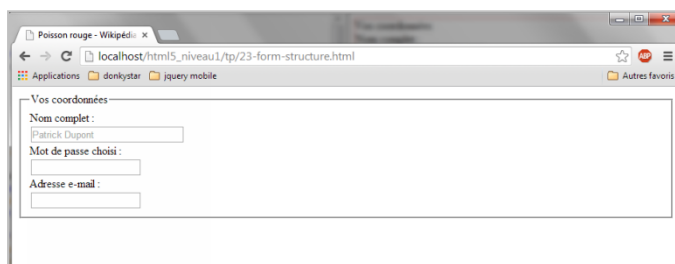 Poisson rouge - Wikipédi
localhost/html5_niveau1/tp/23-form-structure.html
ABP
Applications donkystar jquery mobile Autres favoris
Vos coordonnées
Nom complet :
Patrick Dupont
Mot de passe choisi :
Adresse e-mail :